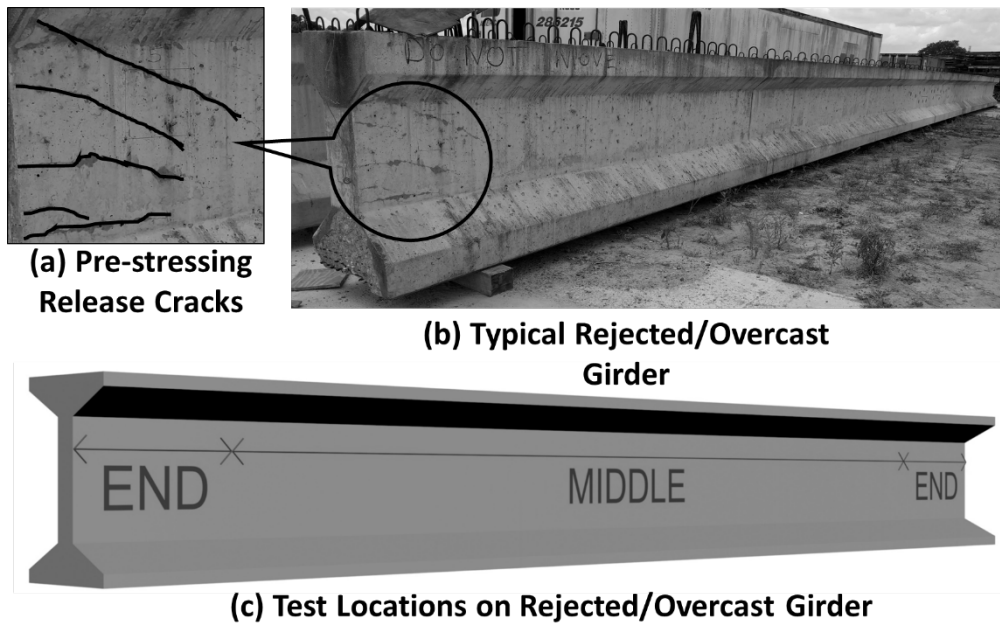 286215
DO NOT MOVE
(a) Pre-stressing
Release Cracks
(b) Typical Rejected/Overcast
Girder
END
MIDDLE
END
(c) Test Locations on Rejected/Overcast Girder